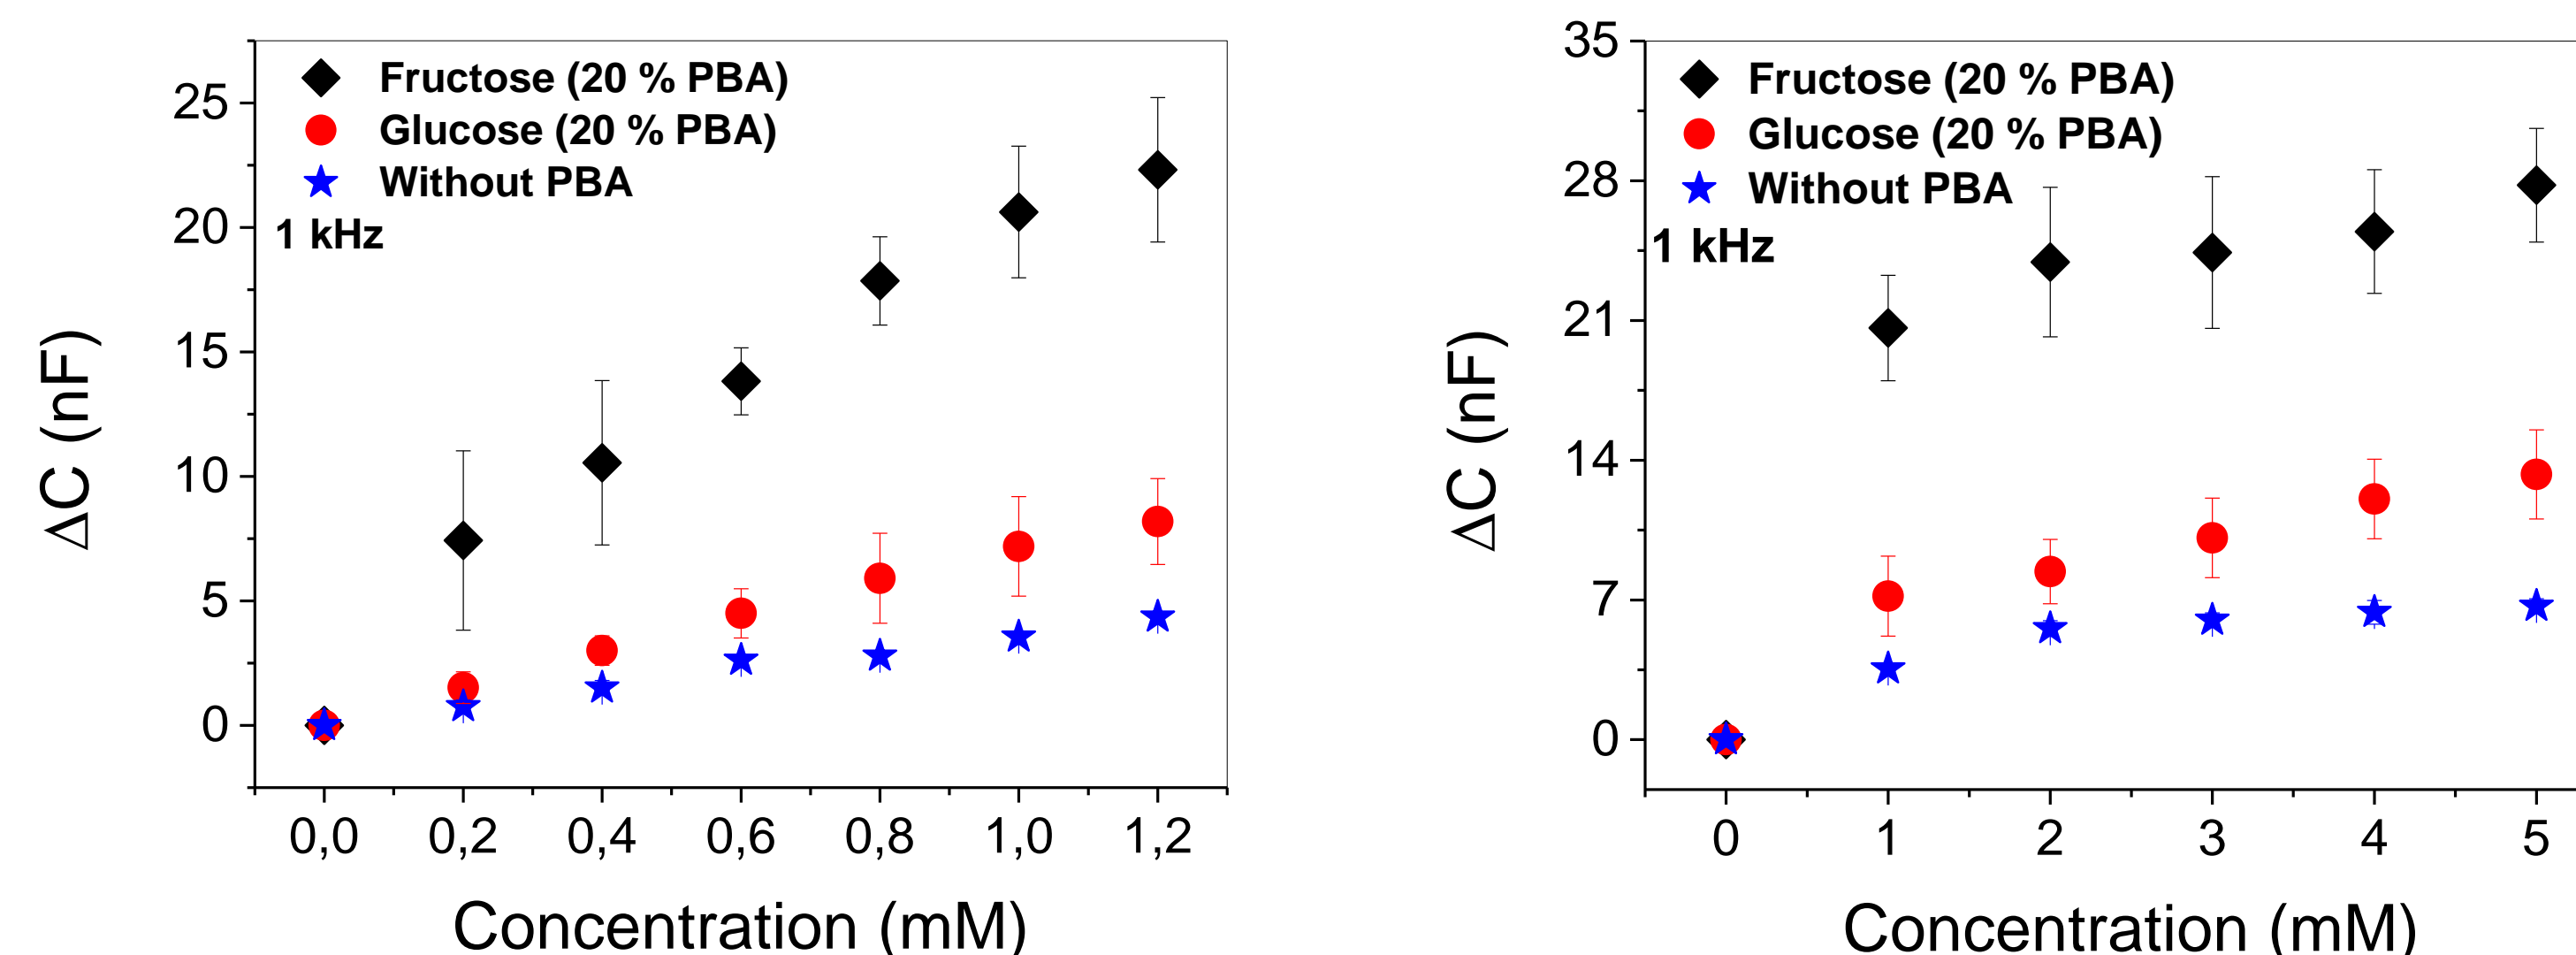 Fructose (20 % PBA)
Glucose (20 % PBA)
Without PBA
1 kHz
25
20
15
10
5
0
ΔC (nF)
0,0 0,2 0,4 0,6 0,8 1,0 1,2
Concentration (mM)
Fructose (20 % PBA)
Glucose (20 % PBA)
Without PBA
1 kHz
35
28
21
14
7
0
ΔC (nF)
0 1 2 3 4 5
Concentration (mM)